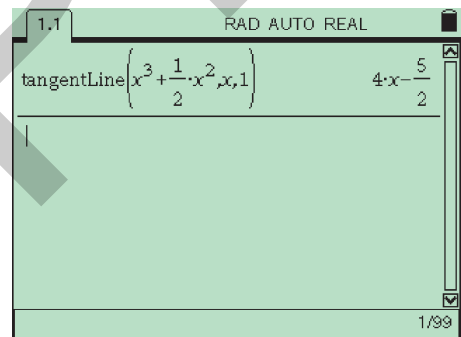 1.1 RAD AUTO REAL
tangentLine(x³+1/2·x²,x,1) 4·x−5/2
1/99